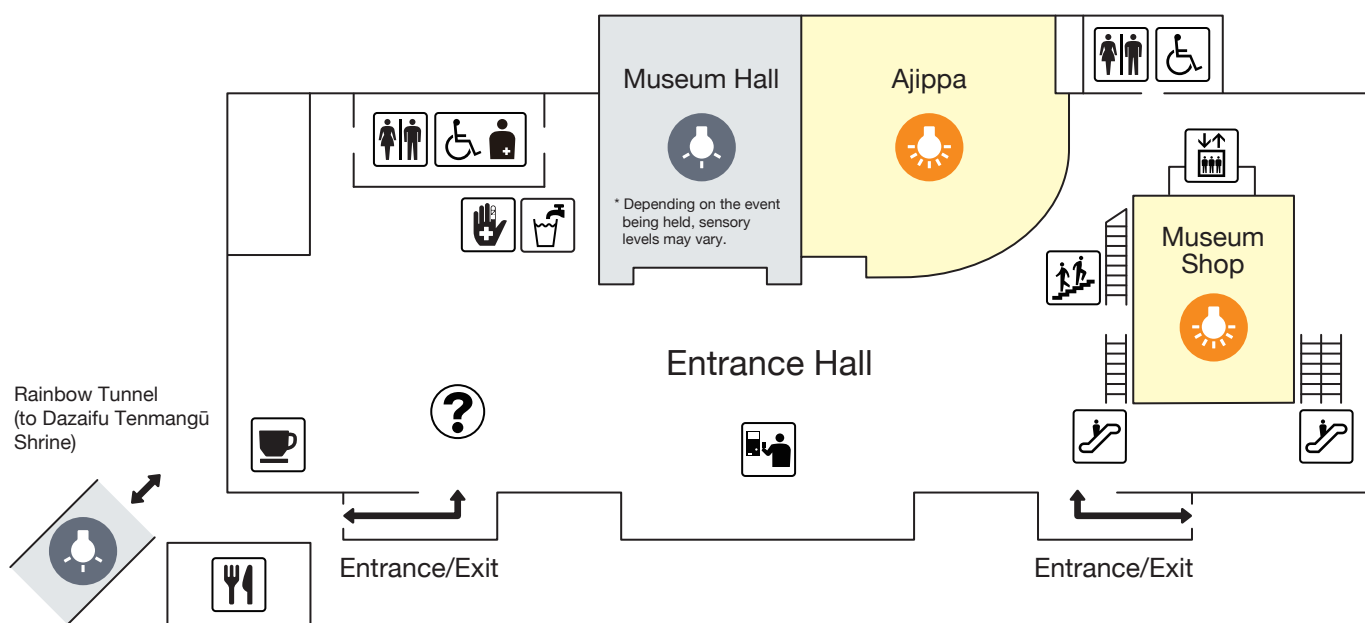 Museum Hall
* Depending on the event
being held, sensory
levels may vary.
Ajippa
Museum
Shop
Entrance Hall
?
Rainbow Tunnel
(to Dazaifu Tenmangū
Shrine)
Entrance/Exit
Entrance/Exit